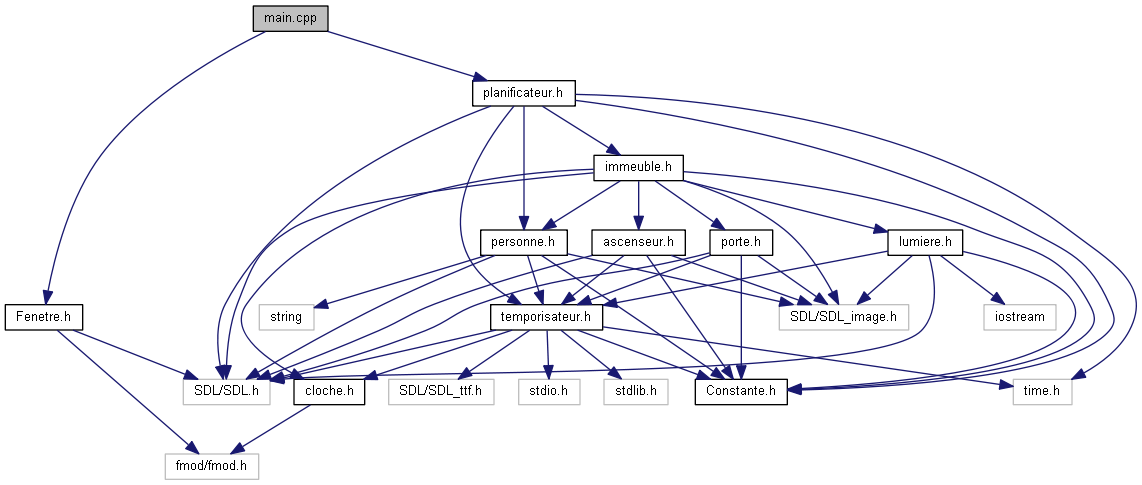 main.cpp
planificateur.h
immeuble.h
personne.h
ascenseur.h
porte.h
lumiere.h
Fenetre.h
string
temporisateur.h
SDL/SDL_image.h
iostream
SDL/SDL.h
cloche.h
SDL/SDL_ttf.h
stdio.h
stdlib.h
Constante.h
time.h
fmod/fmod.h